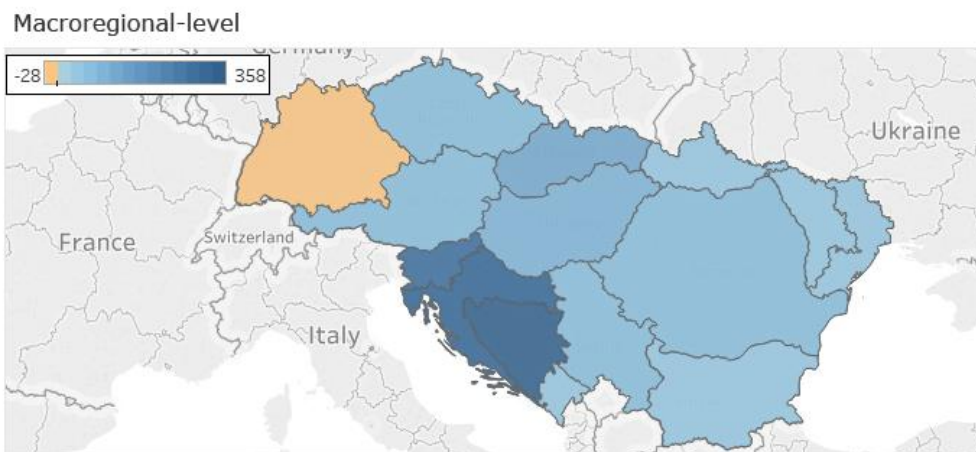 Macroregional-level
Germany
-28 358
Ukraine
France
Switzerland
Italy